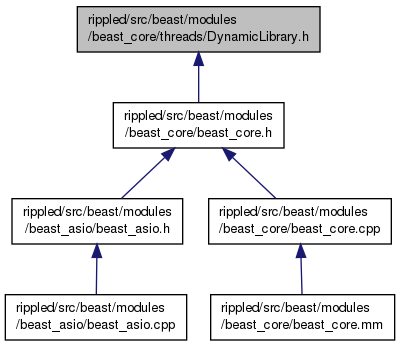 rippled/src/beast/modules
/beast_core/threads/DynamicLibrary.h
rippled/src/beast/modules
/beast_core/beast_core.h
rippled/src/beast/modules
/beast_asio/beast_asio.h
rippled/src/beast/modules
/beast_core/beast_core.cpp
rippled/src/beast/modules
/beast_asio/beast_asio.cpp
rippled/src/beast/modules
/beast_core/beast_core.mm